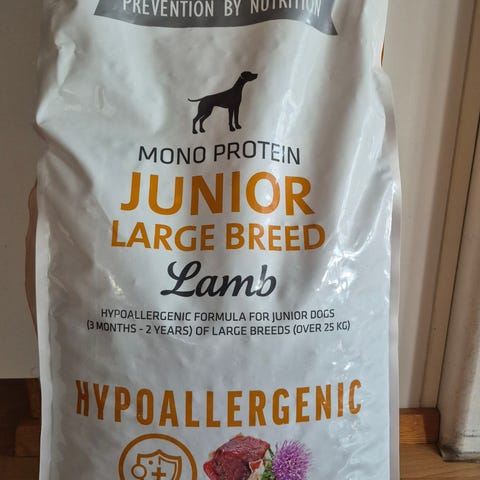 PREVENTION BY NUTRITION
MONO PROTEIN
JUNIOR
LARGE BREED
Lamb
HYPOALLERGENIC FORMULA FOR JUNIOR DOGS
(3 MONTHS - 2 YEARS) OF LARGE BREEDS (OVER 25 KG)
HYPOALLERGENIC